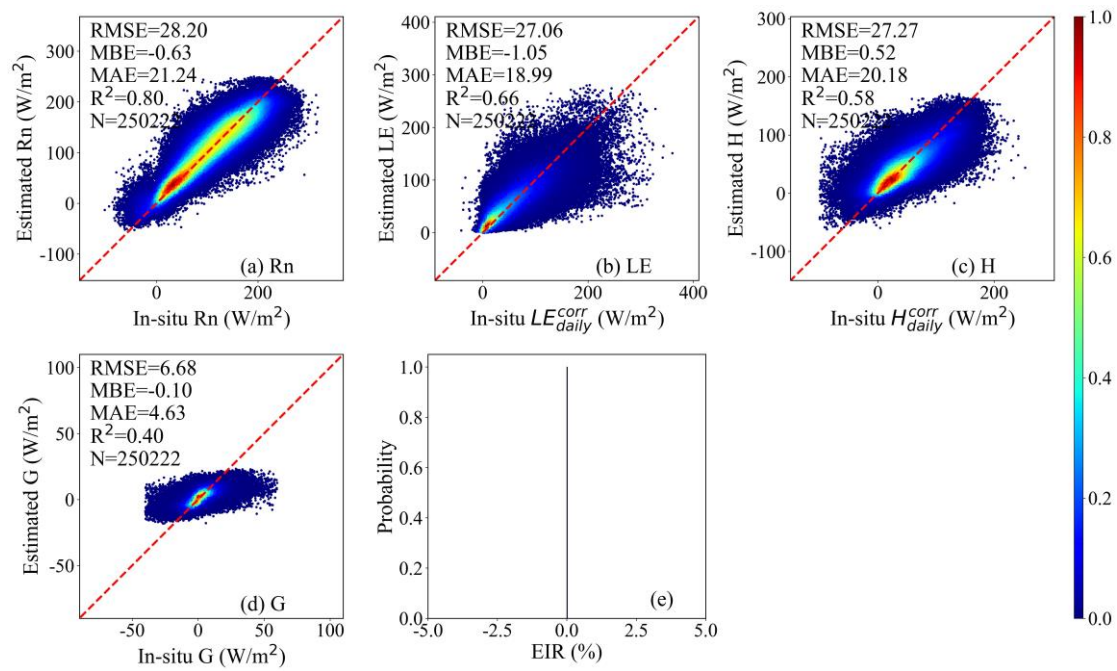 RMSE=28.20
MBE=-0.63
MAE=21.24
R²=0.80
N=250222
300
200
100
0
-100
Estimated Rn (W/m²)
(a) Rn
0
200
In-situ Rn (W/m²)
RMSE=27.06
MBE=-1.05
MAE=18.99
R²=0.66
400
300
200
100
0
Estimated LE (W/m²)
(b) LE
0
200
400
In-situ LE^corr_daily (W/m²)
RMSE=27.27
MBE=0.52
MAE=20.18
R²=0.58
300
200
100
0
-100
Estimated H (W/m²)
(c) H
0
200
In-situ H^corr_daily (W/m²)
RMSE=6.68
MBE=-0.10
MAE=4.63
R²=0.40
N=250222
100
50
0
-50
Estimated G (W/m²)
(d) G
-50
0
50
100
In-situ G (W/m²)
1.0
0.8
0.6
0.4
0.2
0.0
Probability
(e)
-5.0
-2.5
0.0
2.5
5.0
EIR (%)
1.0
0.8
0.6
0.4
0.2
0.0